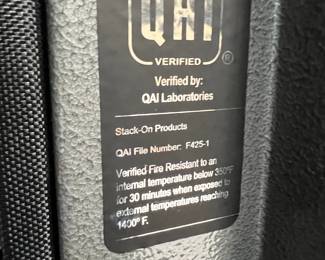 QAI
VERIFIED
®
Verified by:
QAI Laboratories
Stack-On Products
QAI File Number: F425-1
Verified Fire Resistant to an
internal temperature below 350°F
for 30 minutes when exposed to
external temperatures reaching
1400° F.